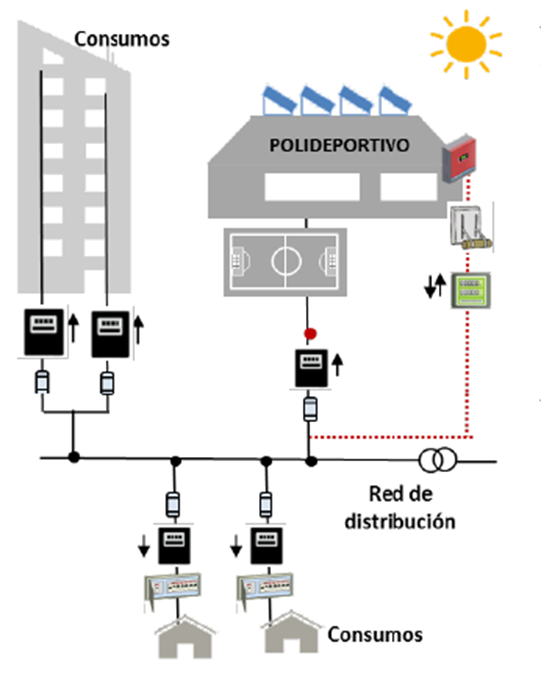 Consumos
POLIDEPORTIVO
Red de
distribución
Consumos